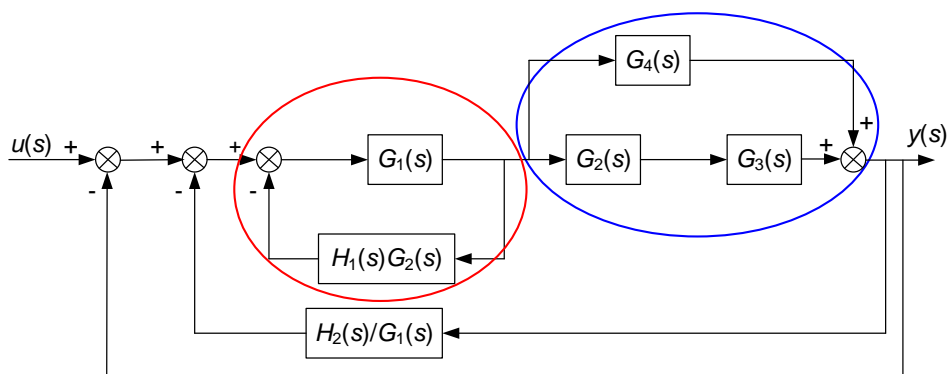 G₄(s)
u(s) + + + + + y(s)
G₁(s) G₂(s) G₃(s)
- - -
H₁(s)G₂(s)
H₂(s)/G₁(s)